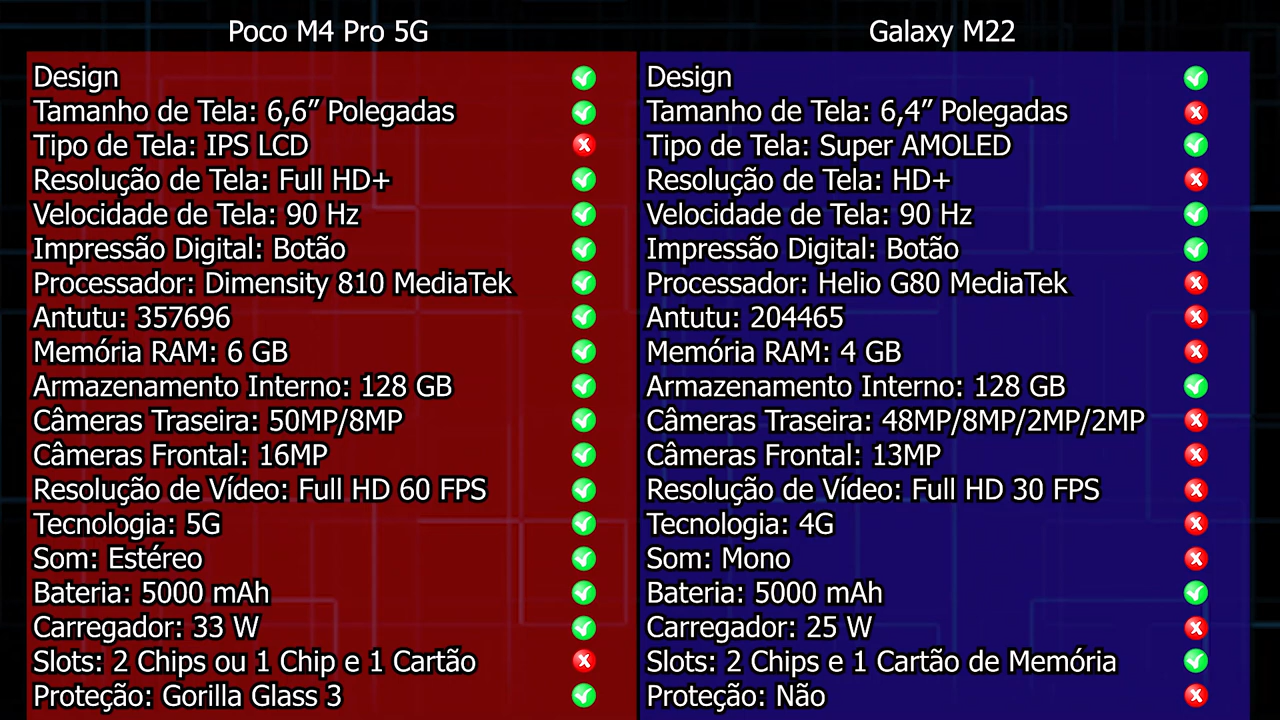 Poco M4 Pro 5G
Design
Tamanho de Tela: 6,6” Polegadas
Tipo de Tela: IPS LCD
Resolução de Tela: Full HD+
Velocidade de Tela: 90 Hz
Impressão Digital: Botão
Processador: Dimensity 810 MediaTek
Antutu: 357696
Memória RAM: 6 GB
Armazenamento Interno: 128 GB
Câmeras Traseira: 50MP/8MP
Câmeras Frontal: 16MP
Resolução de Vídeo: Full HD 60 FPS
Tecnologia: 5G
Som: Estéreo
Bateria: 5000 mAh
Carregador: 33 W
Slots: 2 Chips ou 1 Chip e 1 Cartão
Proteção: Gorilla Glass 3
Galaxy M22
Design
Tamanho de Tela: 6,4” Polegadas
Tipo de Tela: Super AMOLED
Resolução de Tela: HD+
Velocidade de Tela: 90 Hz
Impressão Digital: Botão
Processador: Helio G80 MediaTek
Antutu: 204465
Memória RAM: 4 GB
Armazenamento Interno: 128 GB
Câmeras Traseira: 48MP/8MP/2MP/2MP
Câmeras Frontal: 13MP
Resolução de Vídeo: Full HD 30 FPS
Tecnologia: 4G
Som: Mono
Bateria: 5000 mAh
Carregador: 25 W
Slots: 2 Chips e 1 Cartão de Memória
Proteção: Não